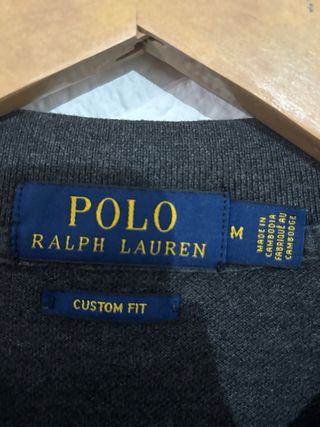 POLO
RALPH LAUREN
M
MADE IN
CAMBODIA
FABRIQUÉ AU
CAMBODGE
CUSTOM FIT